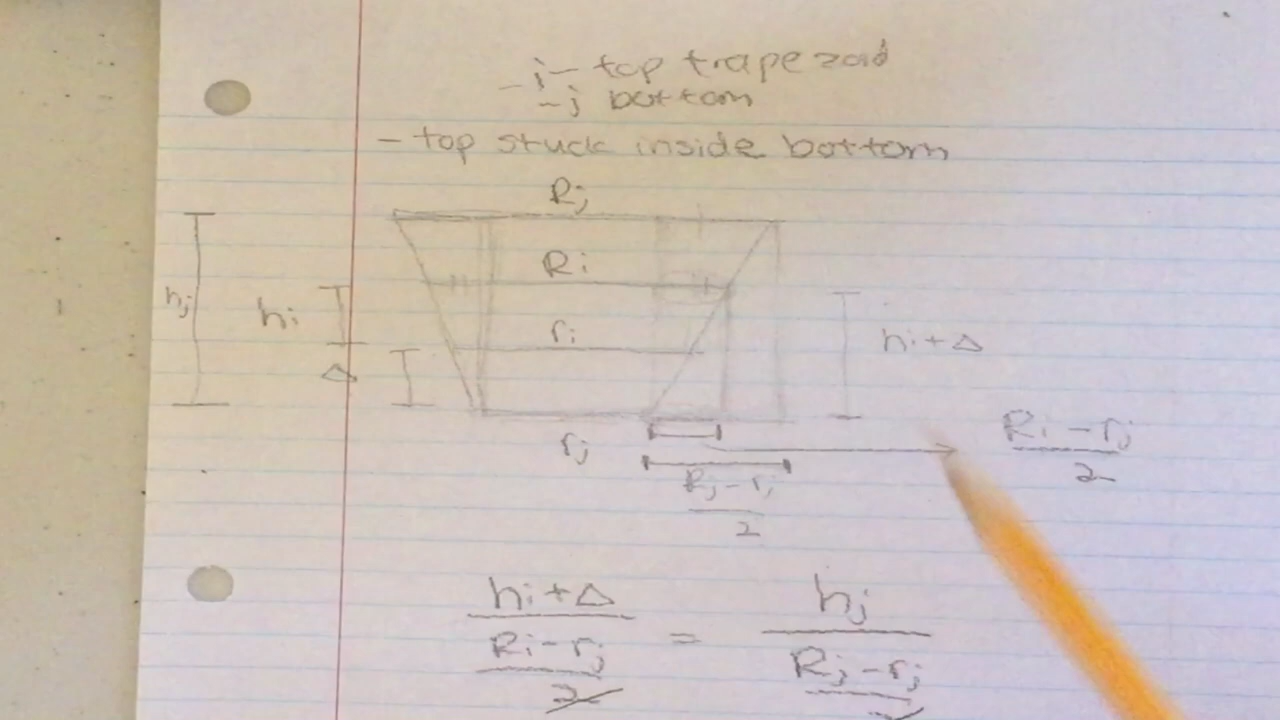 - i- top trapezoid
- j bottom
- top stuck inside bottom
Rj
Ri
hj
hi
ri
hi + Δ
Δ
rj
Ri - rj
2
Rj - rj
2
hi + Δ
Ri - rj
2
=
hj
Rj - rj
2